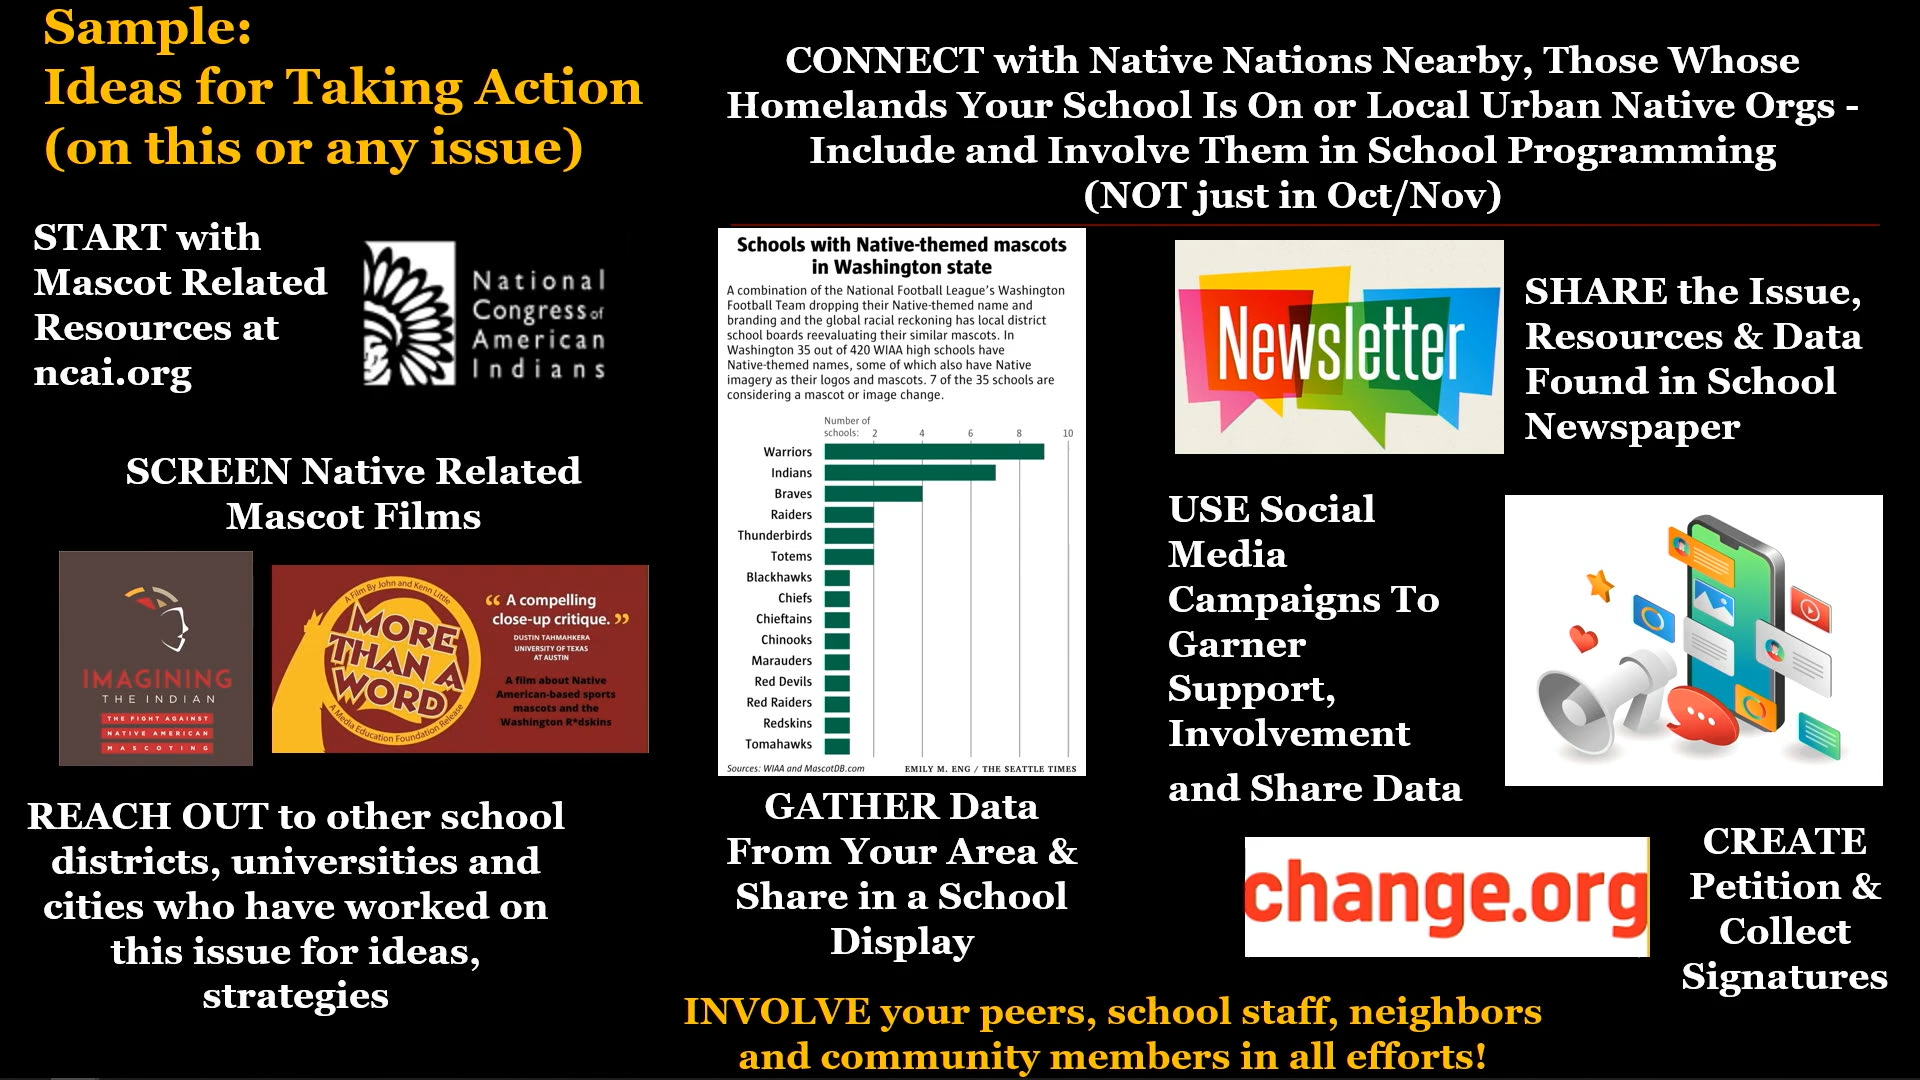 Sample:
Ideas for Taking Action
(on this or any issue)
CONNECT with Native Nations Nearby, Those Whose
Homelands Your School Is On or Local Urban Native Orgs -
Include and Involve Them in School Programming
(NOT just in Oct/Nov)
START with
Mascot Related
Resources at
ncai.org
National
Congress of
American
Indians
SCREEN Native Related
Mascot Films
IMAGINING
THE INDIAN
THE FIGHT AGAINST
NATIVE AMERICAN
MASCOTING
A Film By John and Kenn Little
MORE
THAN A
WORD
A Media Education Foundation Release
“ A compelling
close-up critique. ”
DUSTIN TAHMAHKERA
UNIVERSITY OF TEXAS
AT AUSTIN
A film about Native
American-based sports
mascots and the
Washington R*dskins
REACH OUT to other school
districts, universities and
cities who have worked on
this issue for ideas,
strategies
Schools with Native-themed mascots
in Washington state
A combination of the National Football League’s Washington
Football Team dropping their Native-themed name and
branding and the global racial reckoning has local district
school boards reevaluating their similar mascots. In
Washington 35 out of 420 WIAA high schools have
Native-themed names, some of which also have Native
imagery as their logos and mascots. 7 of the 35 schools are
considering a mascot or image change.
Number of
schools: 2 4 6 8 10
Warriors
Indians
Braves
Raiders
Thunderbirds
Totems
Blackhawks
Chiefs
Chieftains
Chinooks
Marauders
Red Devils
Red Raiders
Redskins
Tomahawks
Sources: WIAA and MascotDB.com EMILY M. ENG / THE SEATTLE TIMES
GATHER Data
From Your Area &
Share in a School
Display
Newsletter
SHARE the Issue,
Resources & Data
Found in School
Newspaper
USE Social
Media
Campaigns To
Garner
Support,
Involvement
and Share Data
change.org
CREATE
Petition &
Collect
Signatures
INVOLVE your peers, school staff, neighbors
and community members in all efforts!